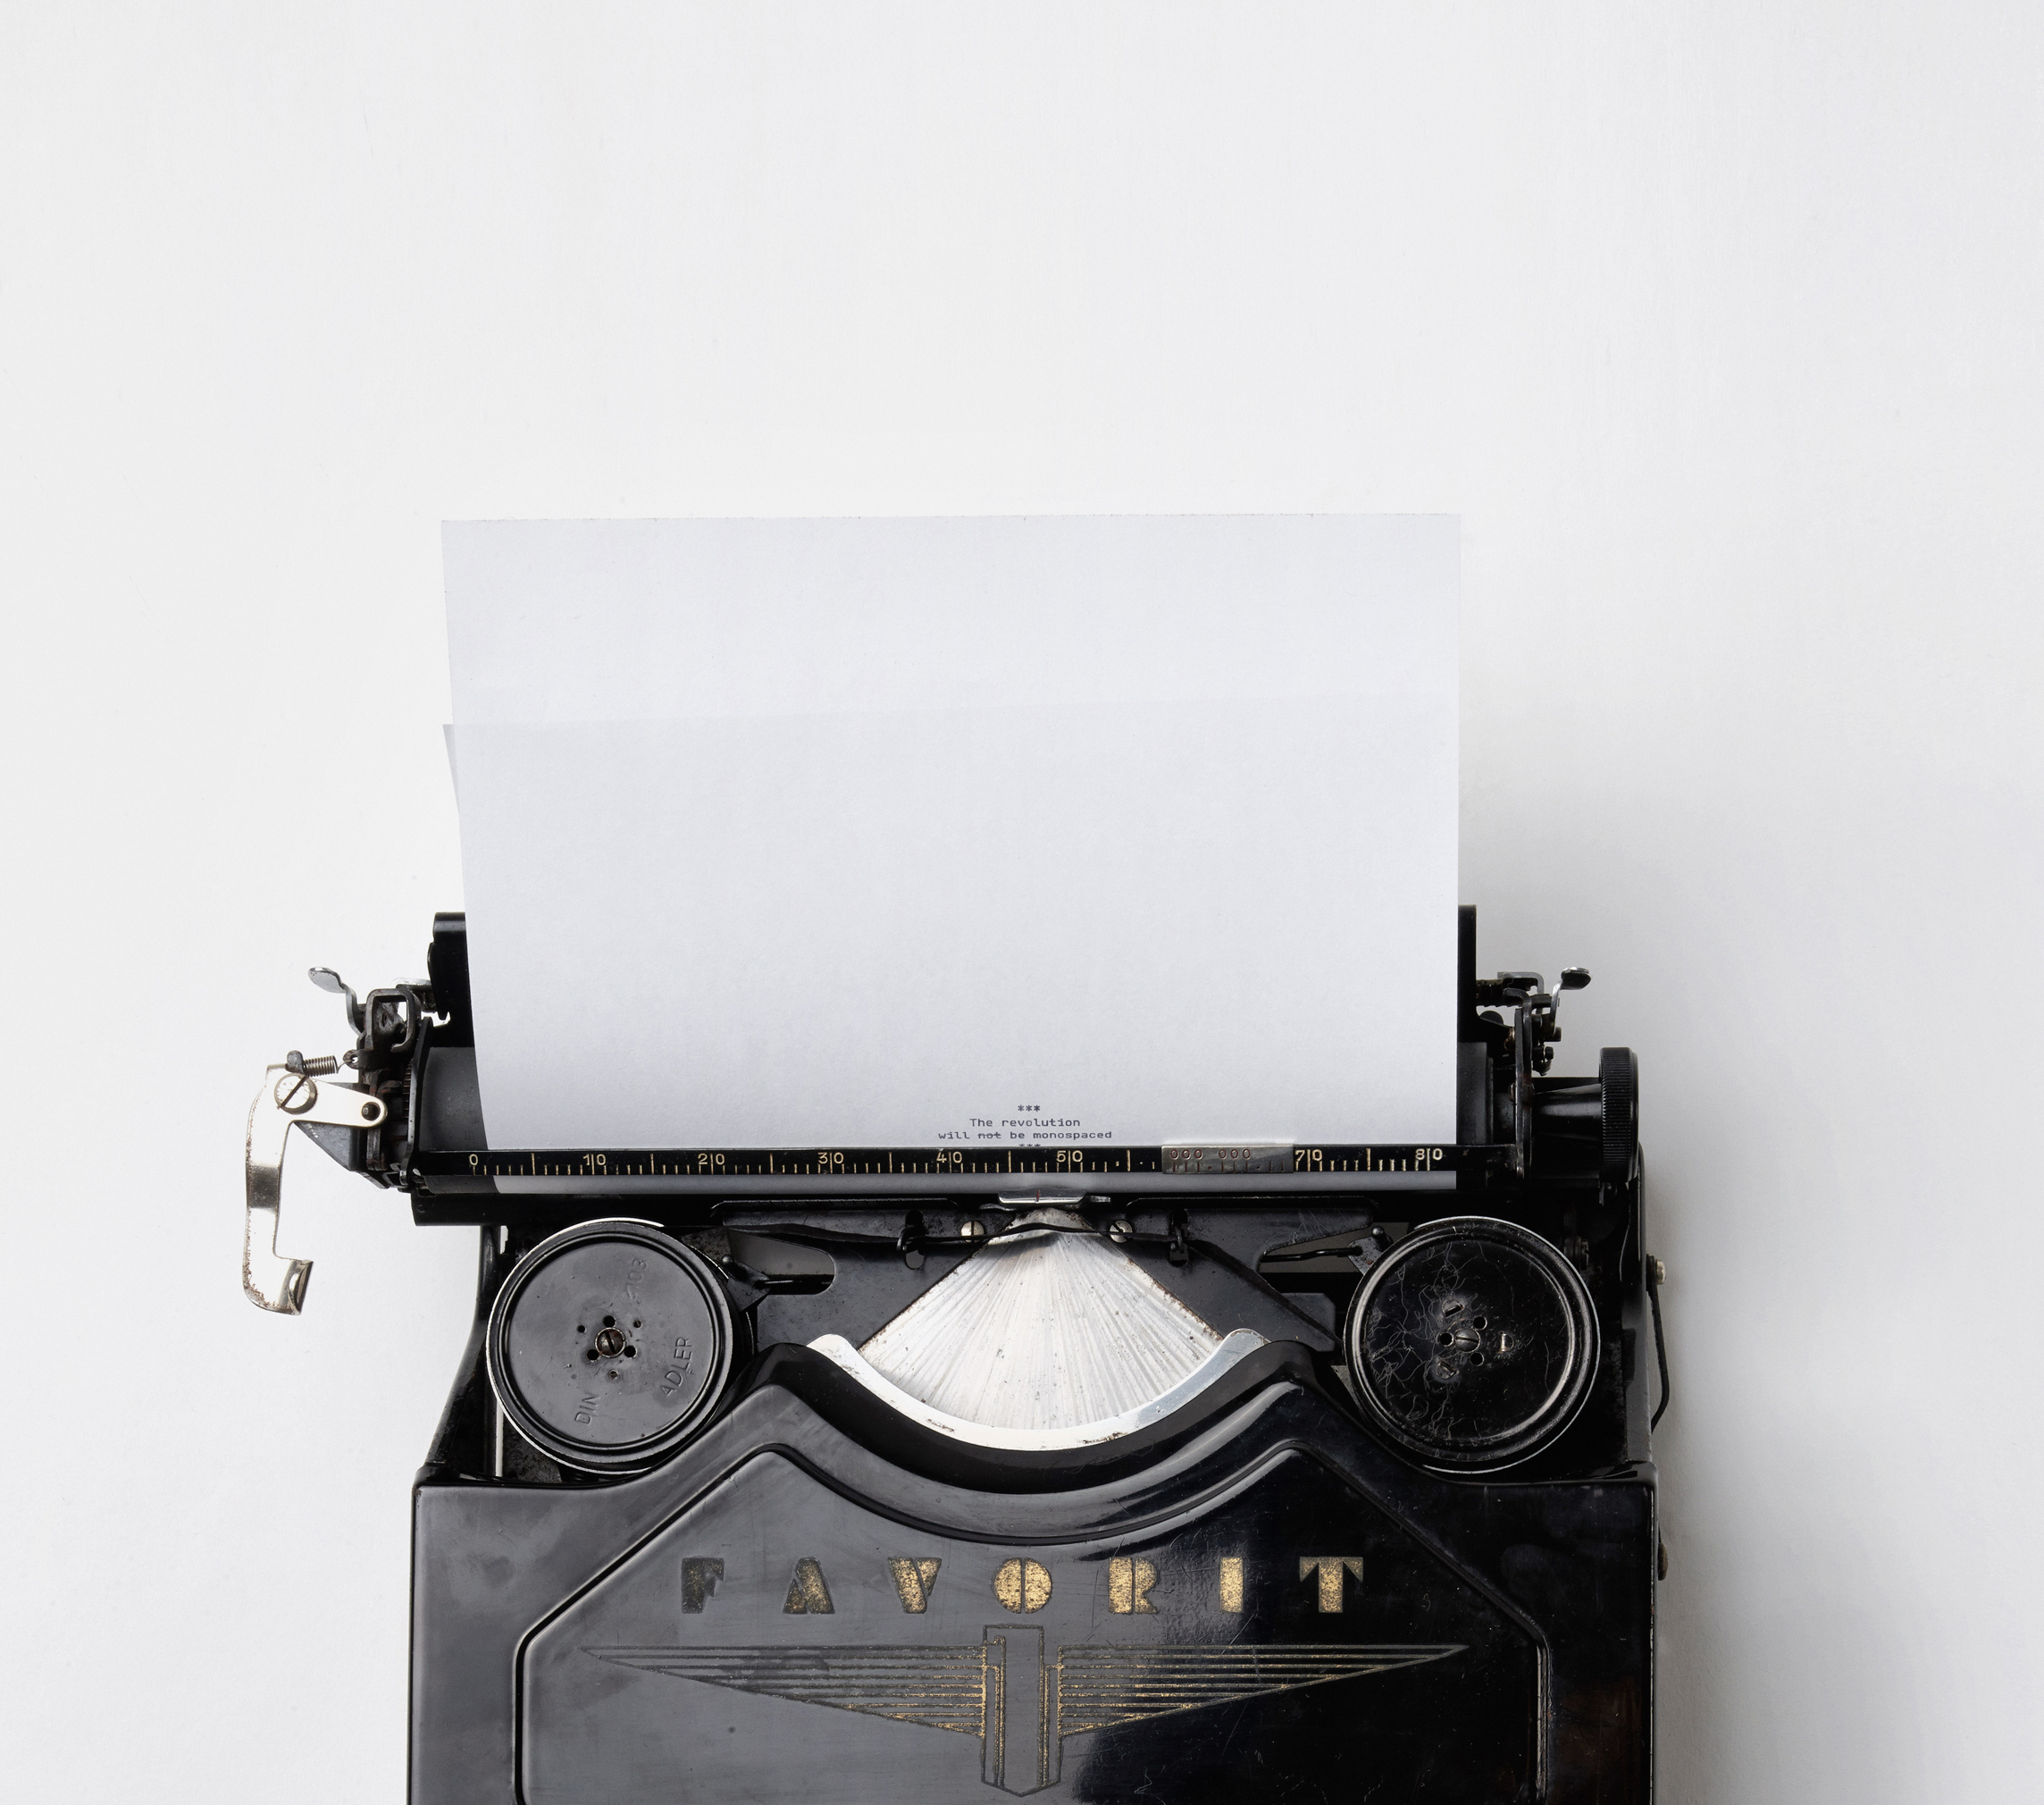 ***
The revolution
will not be monospaced
***
0 10 20 30 40 50 70 80
DIN ADLER
FAVORIT